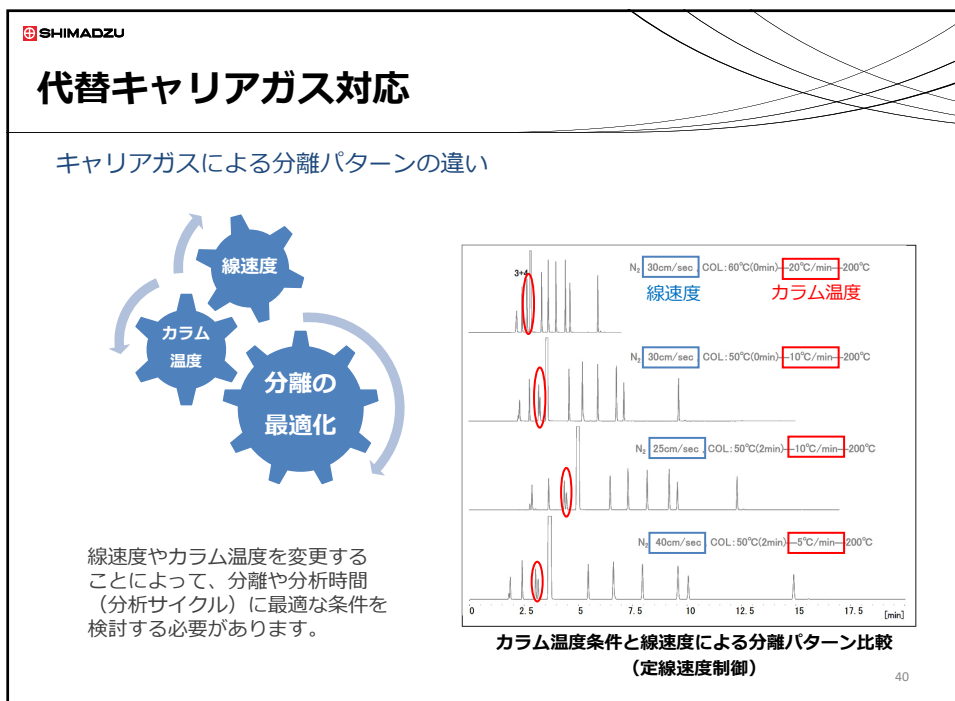 SHIMADZU
代替キャリアガス対応
キャリアガスによる分離パターンの違い
線速度
カラム
温度
分離の
最適化
線速度やカラム温度を変更する
ことによって、分離や分析時間
（分析サイクル）に最適な条件を
検討する必要があります。
3+4
N2 30cm/sec , COL:60℃(0min)—20℃/min—200℃
線速度 カラム温度
N2 30cm/sec , COL:50℃(0min)—10℃/min—200℃
N2 25cm/sec , COL:50℃(2min)—10℃/min—200℃
N2 40cm/sec , COL:50℃(2min)—5℃/min—200℃
0 2.5 5 7.5 10 12.5 15 17.5 [min]
カラム温度条件と線速度による分離パターン比較
（定線速度制御）
40